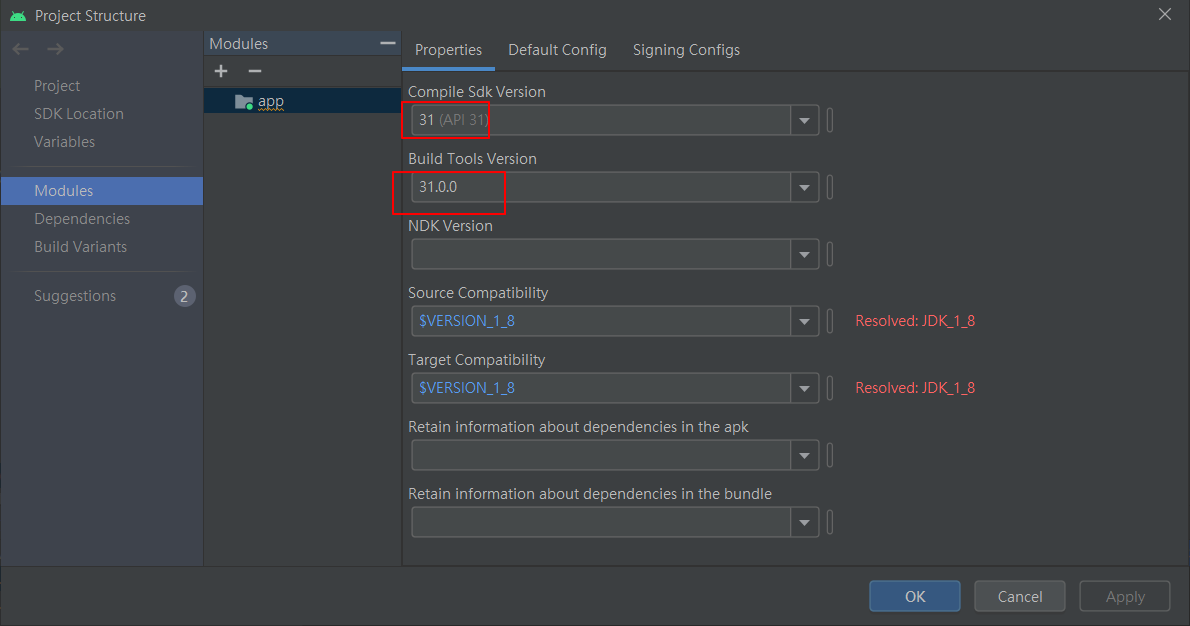 Project Structure
Project
SDK Location
Variables
Modules
Dependencies
Build Variants
Suggestions 2
Modules
app
Properties Default Config Signing Configs
Compile Sdk Version
31 (API 31)
Build Tools Version
31.0.0
NDK Version
Source Compatibility
$VERSION_1_8 Resolved: JDK_1_8
Target Compatibility
$VERSION_1_8 Resolved: JDK_1_8
Retain information about dependencies in the apk
Retain information about dependencies in the bundle
OK Cancel Apply